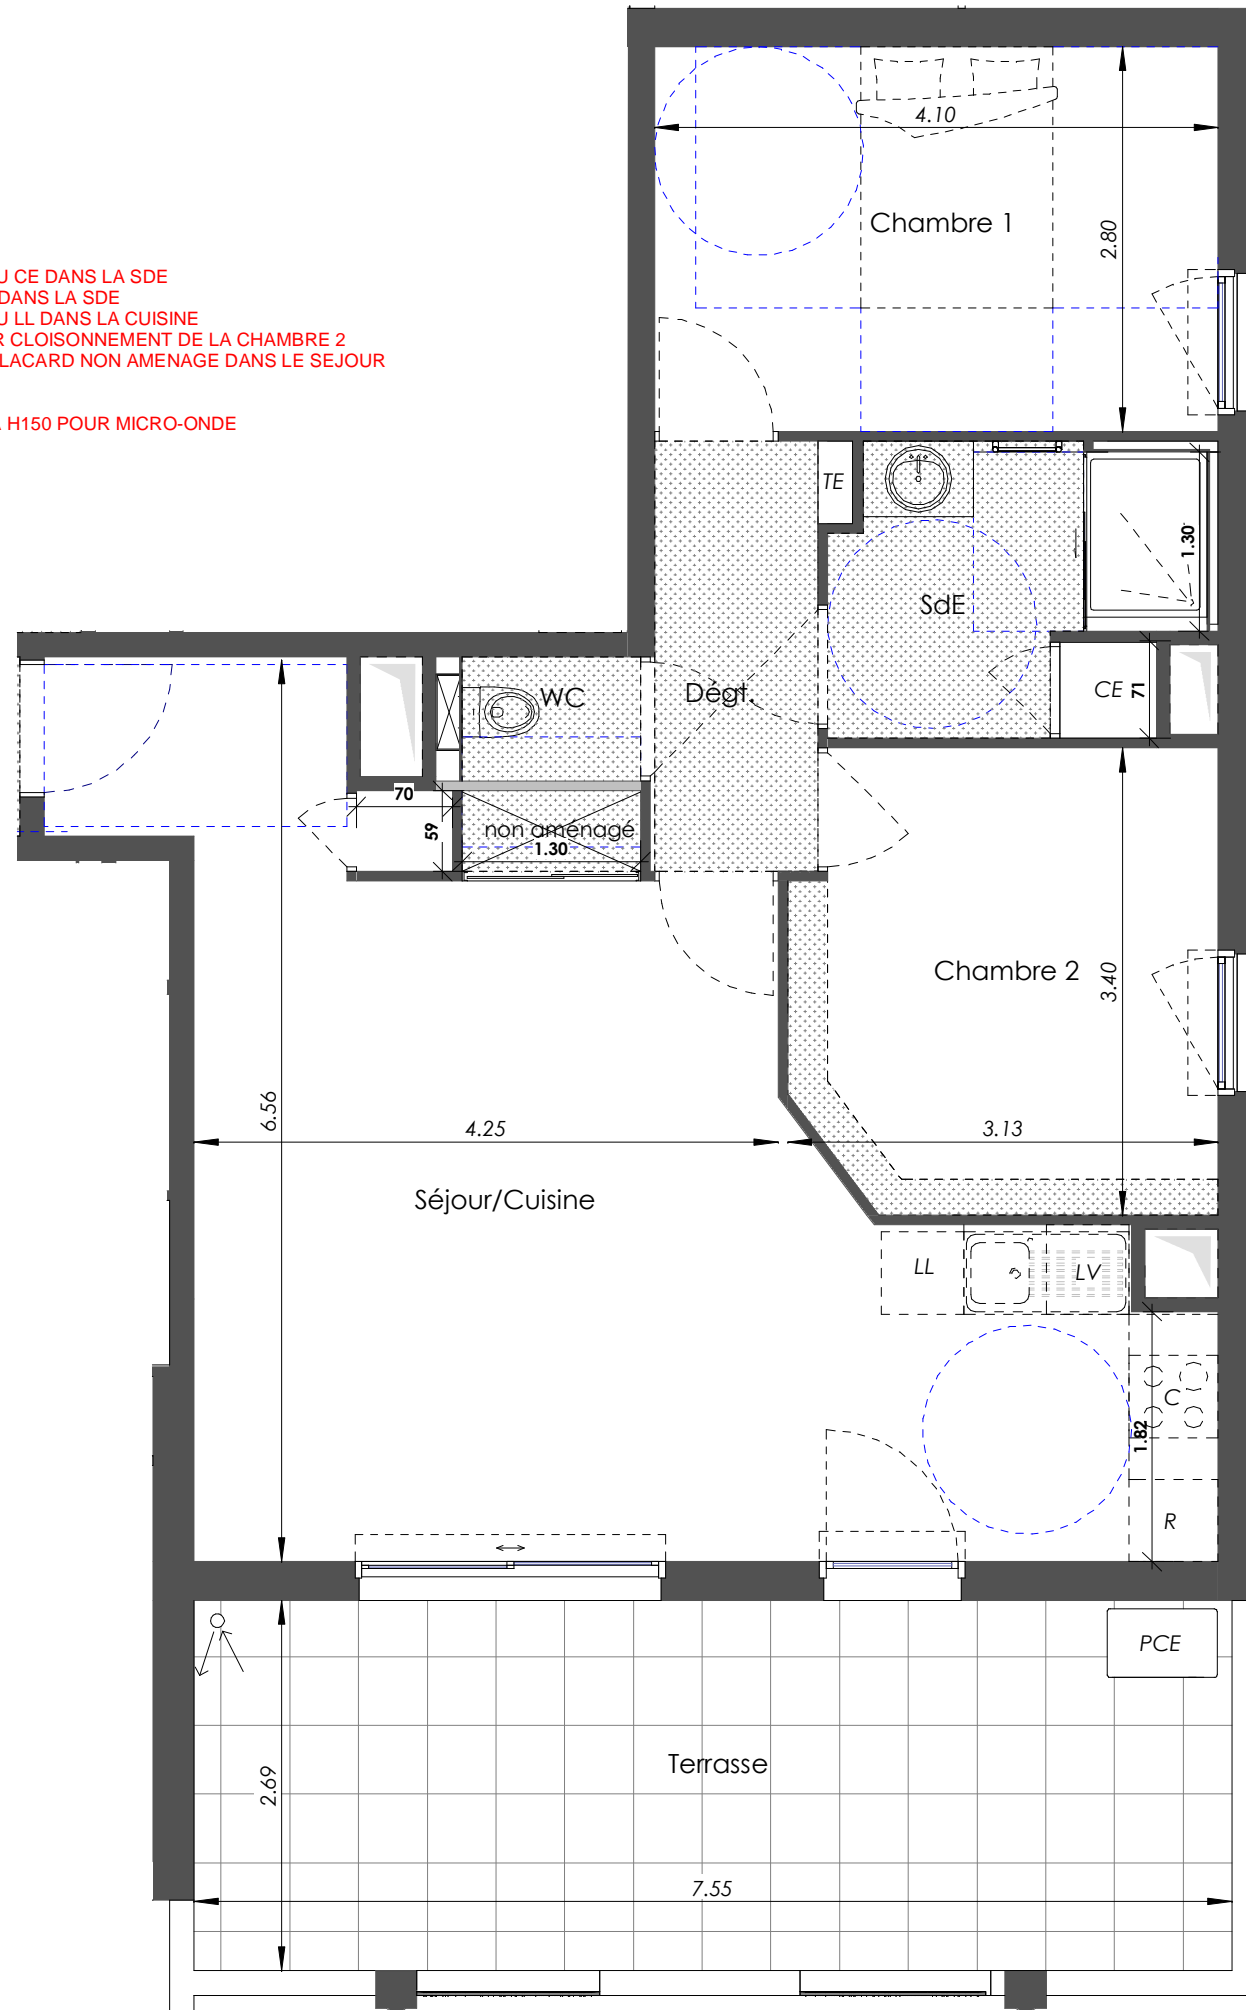 4.10
Chambre 1
2.80
U CE DANS LA SDE
DANS LA SDE
U LL DANS LA CUISINE
R CLOISONNEMENT DE LA CHAMBRE 2
LACARD NON AMENAGE DANS LE SEJOUR
H150 POUR MICRO-ONDE
TE
1.30
SdE
WC
Dégt.
CE
71
70
59
non aménagé
1.30
Chambre 2
3.40
6.56
4.25
3.13
Séjour/Cuisine
LL
LV
C
1.82
R
PCE
Terrasse
2.69
7.55